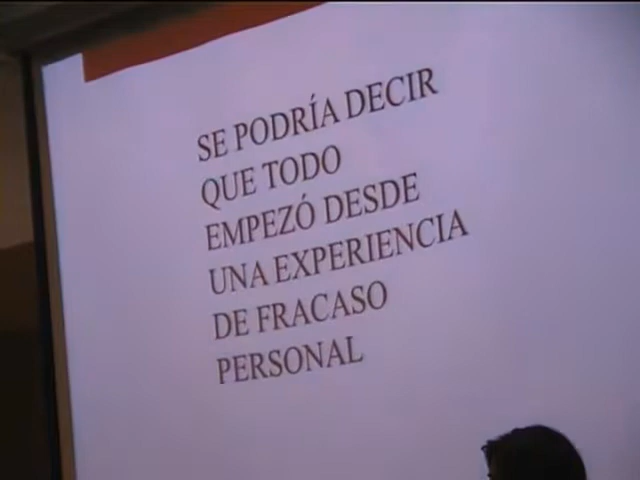 SE PODRÍA DECIR
QUE TODO
EMPEZÓ DESDE
UNA EXPERIENCIA
DE FRACASO
PERSONAL